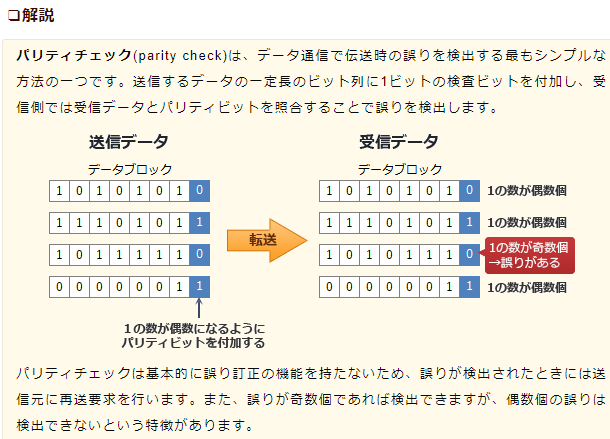 ❏解説
パリティチェック(parity check)は、データ通信で伝送時の誤りを検出する最もシンプルな
方法の一つです。送信するデータの一定長のビット列に1ビットの検査ビットを付加し、受
信側では受信データとパリティビットを照合することで誤りを検出します。
送信データ
データブロック
1 0 1 0 1 0 1 0
1 1 1 0 1 0 1 1
1 0 1 1 1 1 1 0
0 0 0 0 0 0 1 1
１の数が偶数になるように
パリティビットを付加する
転送
受信データ
データブロック
1 0 1 0 1 0 1 0 1の数が偶数個
1 1 1 0 1 0 1 1 1の数が偶数個
1 0 1 0 1 1 1 0 1の数が奇数個
→誤りがある
0 0 0 0 0 0 1 1 1の数が偶数個
パリティチェックは基本的に誤り訂正の機能を持たないため、誤りが検出されたときには送
信元に再送要求を行います。また、誤りが奇数個であれば検出できますが、偶数個の誤りは
検出できないという特徴があります。